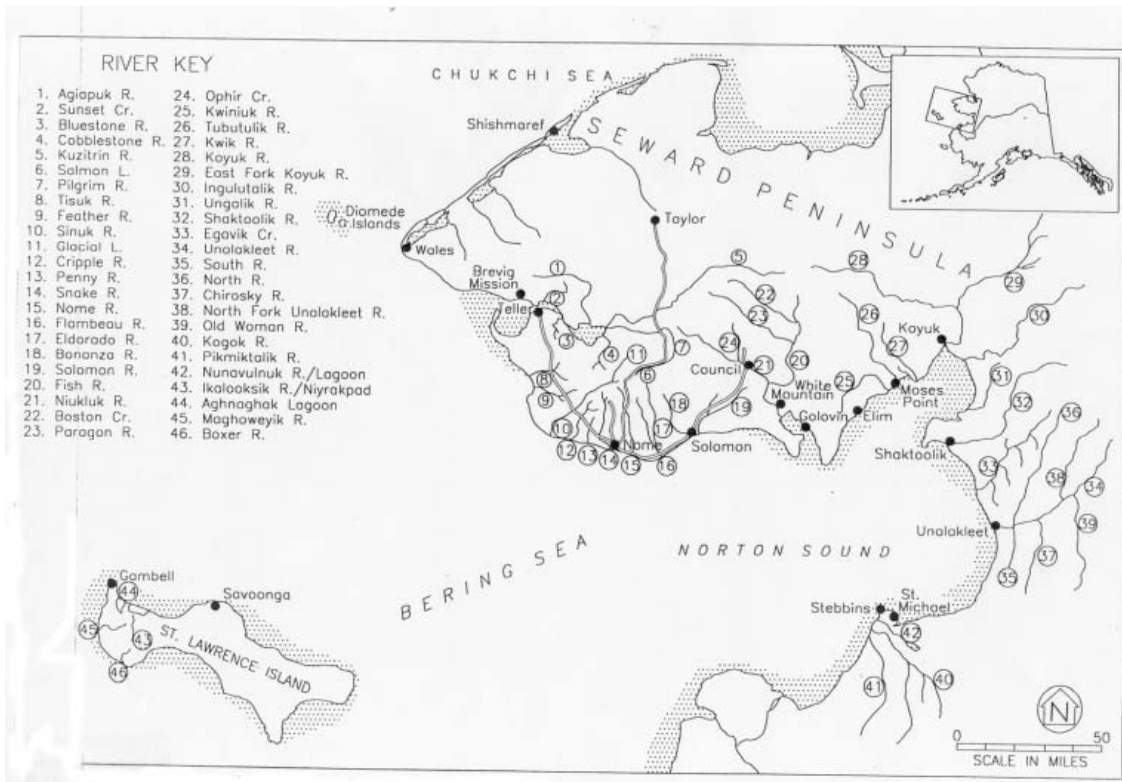 RIVER KEY
1. Agiapuk R.
2. Sunset Cr.
3. Bluestone R.
4. Cobblestone R.
5. Kuzitrin R.
6. Salmon L.
7. Pilgrim R.
8. Tisuk R.
9. Feather R.
10. Sinuk R.
11. Glacial L.
12. Cripple R.
13. Penny R.
14. Snake R.
15. Nome R.
16. Flambeau R.
17. Eldorado R.
18. Bonanza R.
19. Solomon R.
20. Fish R.
21. Niukluk R.
22. Boston Cr.
23. Paragon R.
24. Ophir Cr.
25. Kwiniuk R.
26. Tubutulik R.
27. Kwik R.
28. Koyuk R.
29. East Fork Koyuk R.
30. Ingulutalik R.
31. Ungalik R.
32. Shaktoolik R.
33. Egavik Cr.
34. Unalakleet R.
35. South R.
36. North R.
37. Chirosky R.
38. North Fork Unalakleet R.
39. Old Woman R.
40. Kogok R.
41. Pikmiktalik R.
42. Nunavulnuk R./Lagoon
43. Ikalooksik R./Niyrakpad
44. Aghnaghak Lagoon
45. Maghoweyik R.
46. Boxer R.
CHUKCHI SEA
Shishmaref
SEWARD PENINSULA
Diomede
Islands
Taylor
Wales
Brevig
Mission
Teller
1
2
3
4
5
6
7
8
9
10
11
12
13
14
15
16
17
18
19
20
21
22
23
24
25
26
27
28
29
30
31
32
33
34
35
36
37
38
39
40
41
42
43
44
45
46
Koyuk
Council
White
Mountain
Moses
Point
Golovin
Elim
Nome
Solomon
Shaktoolik
Unalakleet
BERING SEA
NORTON SOUND
Gambell
Savoonga
ST. LAWRENCE ISLAND
Stebbins
St.
Michael
N
0
50
SCALE IN MILES